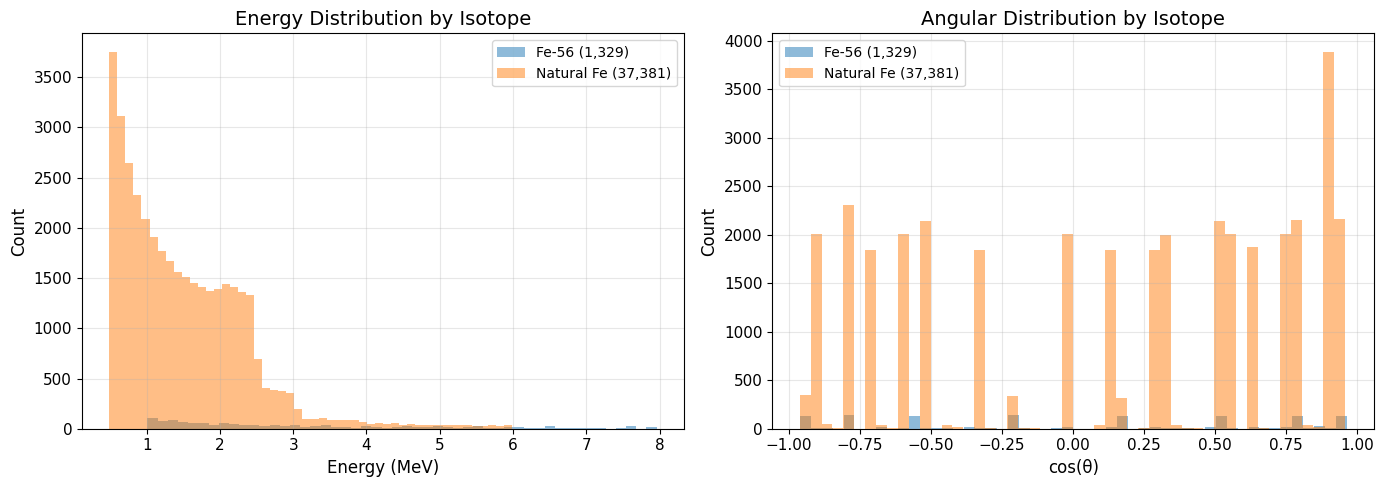 Energy Distribution by Isotope
Fe-56 (1,329)
Natural Fe (37,381)
3500
3000
2500
2000
1500
1000
500
0
Count
1 2 3 4 5 6 7 8
Energy (MeV)
Angular Distribution by Isotope
Fe-56 (1,329)
Natural Fe (37,381)
4000
3500
3000
2500
2000
1500
1000
500
0
Count
−1.00 −0.75 −0.50 −0.25 0.00 0.25 0.50 0.75 1.00
cos(θ)